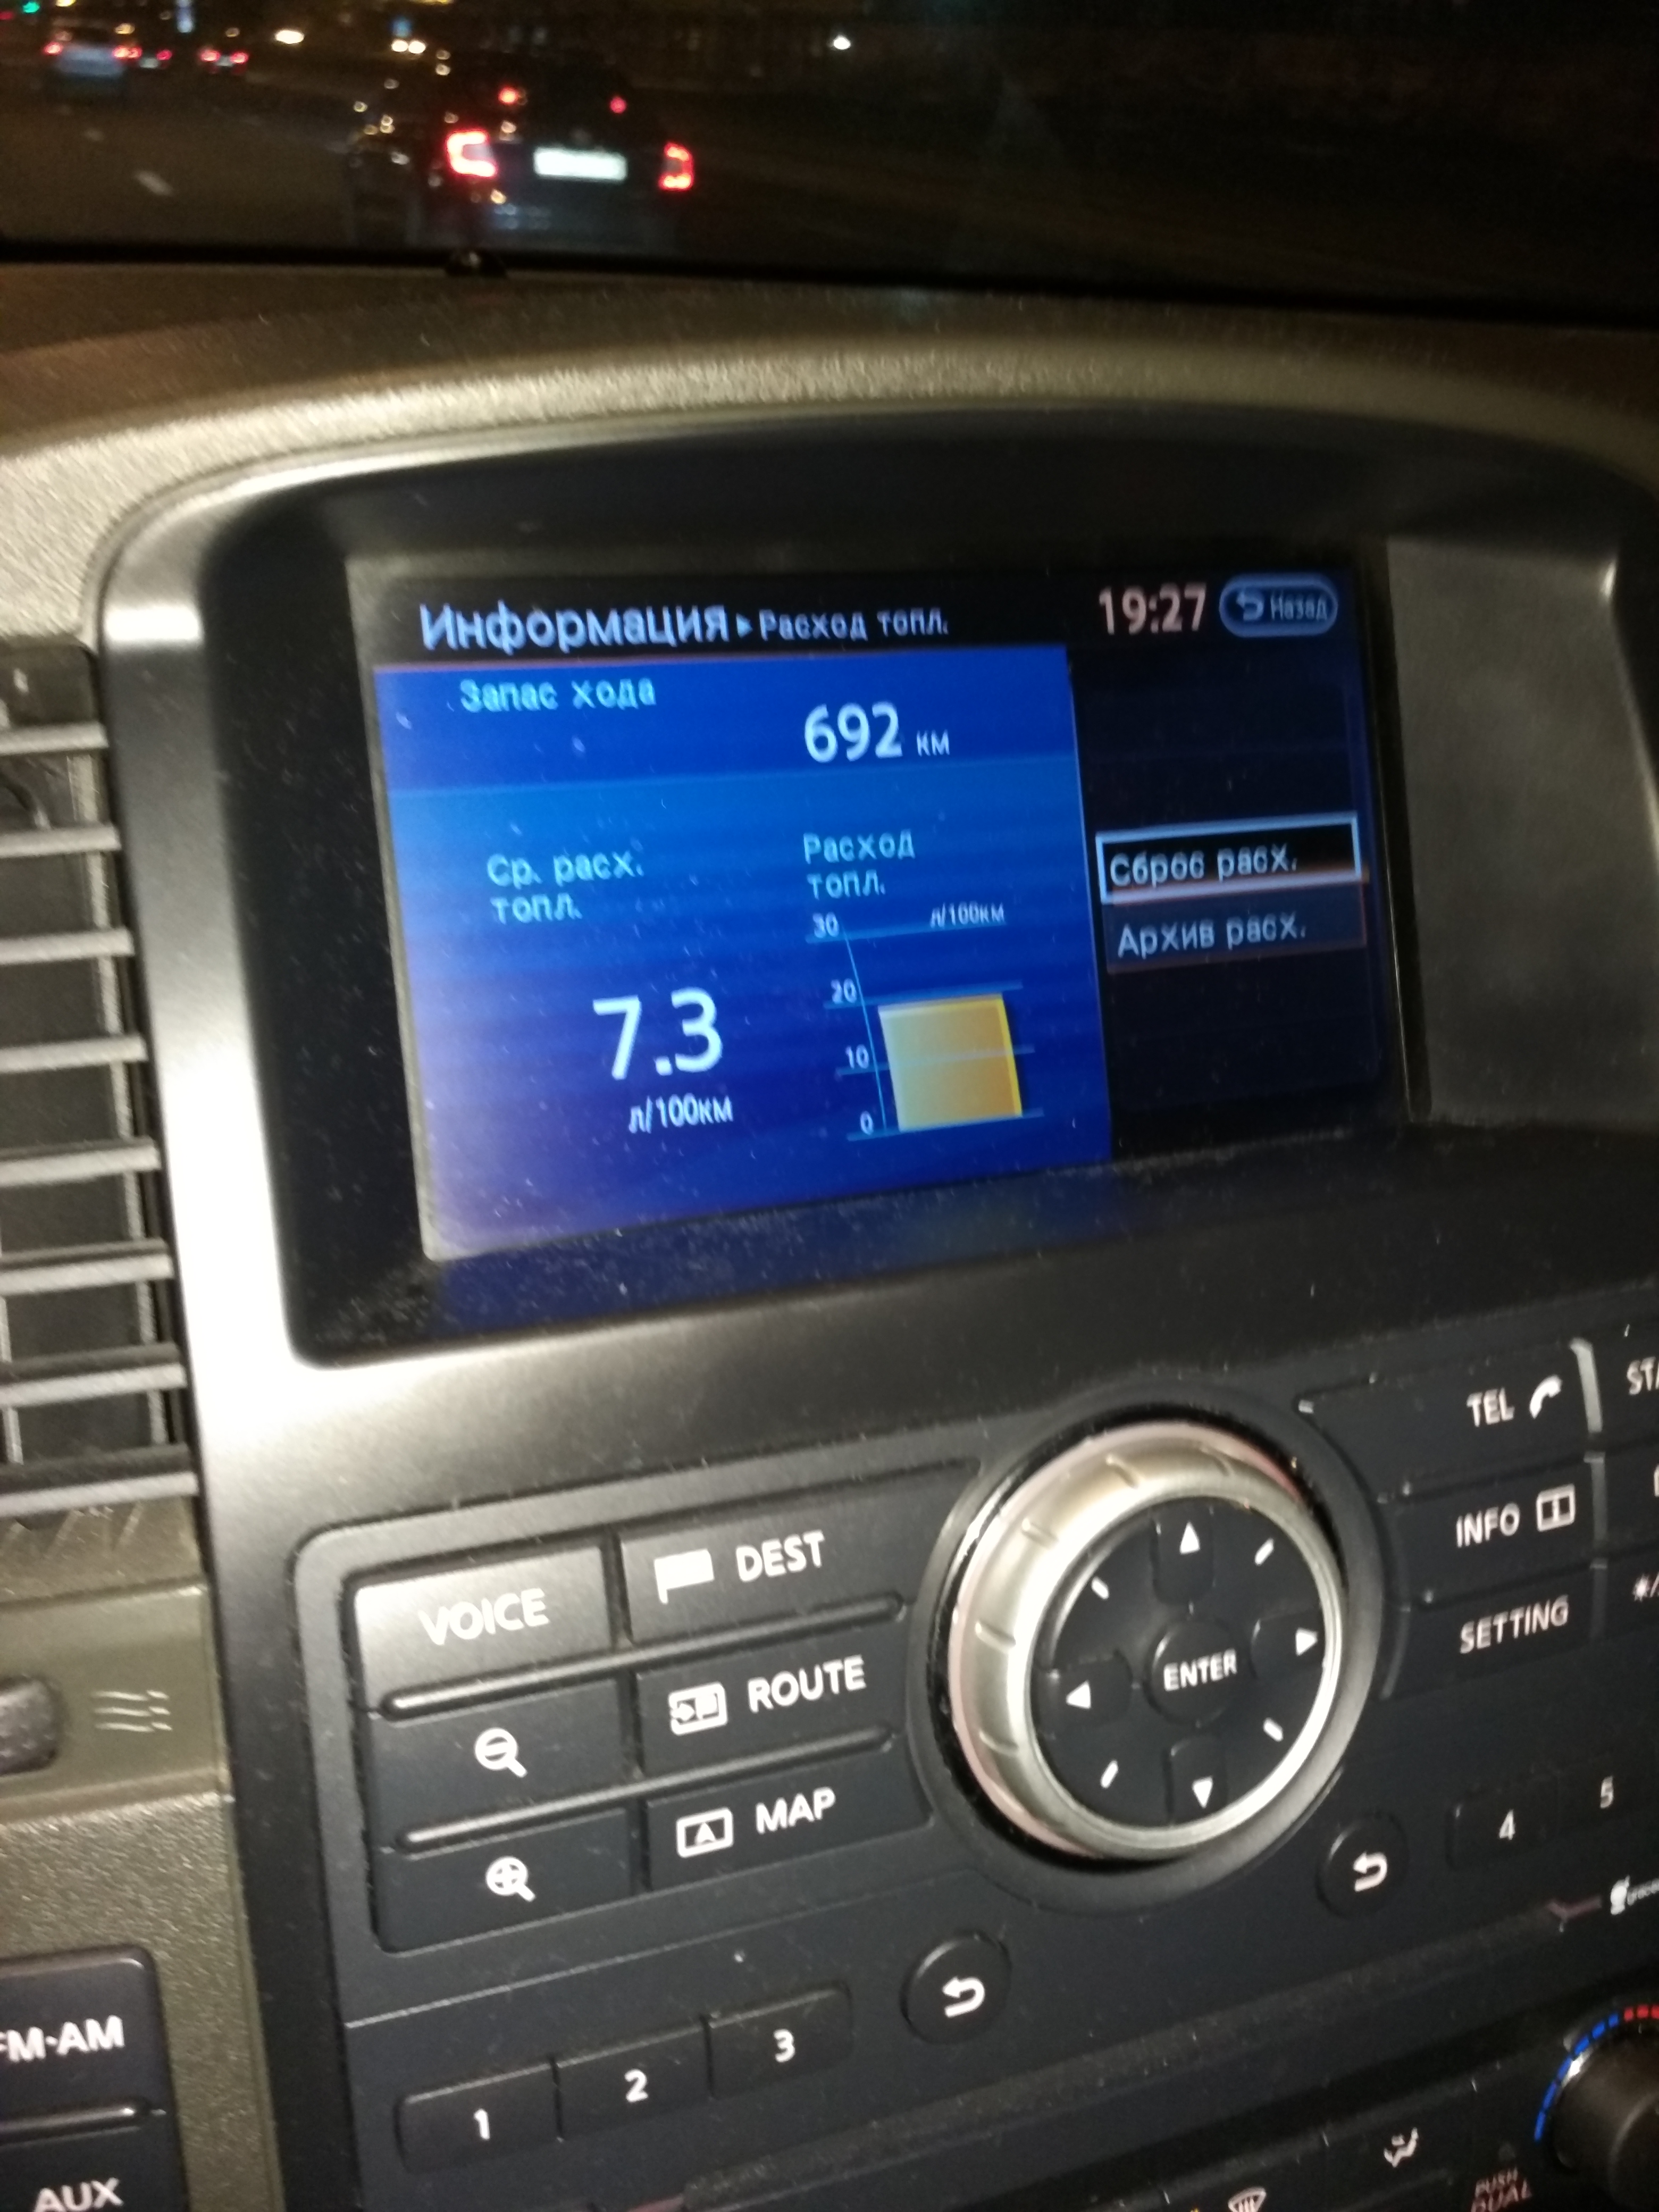 Информация ▸ Расход топл. 19:27 Назад
Запас хода
692 км
Ср. расх.
топл.
7.3
л/100км
Расход
топл.
л/100км
30
20
10
0
Сброс расх.
Архив расх.
VOICE
DEST
ROUTE
MAP
ENTER
TEL
INFO
SETTING
1
2
3
4
5
FM·AM
AUX
PUSH
DUAL